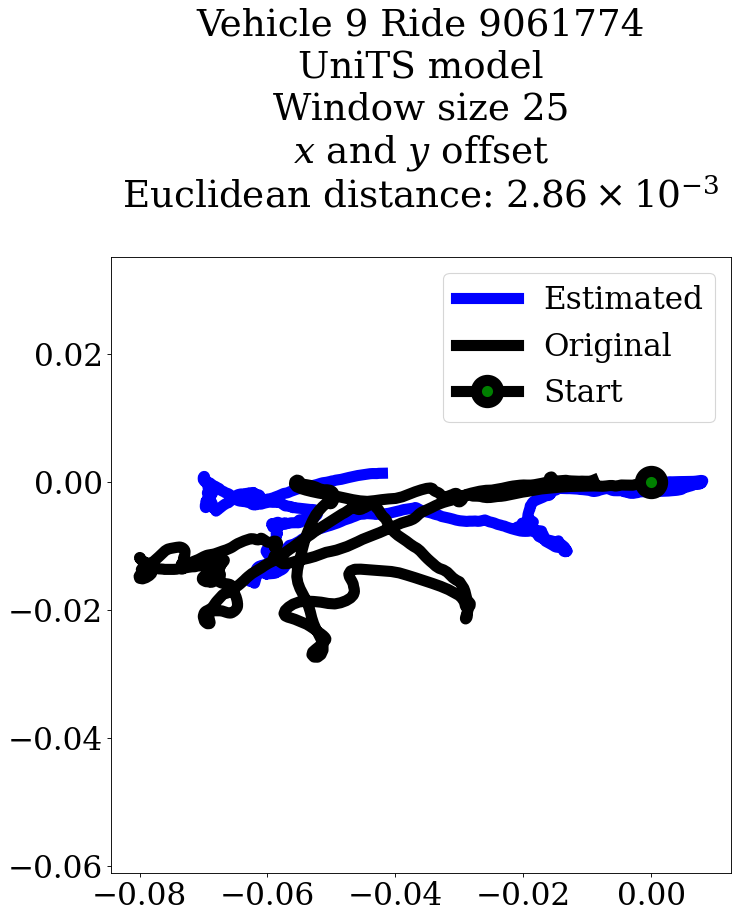 Vehicle 9 Ride 9061774
UniTS model
Window size 25
x and y offset
Euclidean distance: 2.86 × 10⁻³
Estimated
Original
Start
0.02
0.00
−0.02
−0.04
−0.06
−0.08 −0.06 −0.04 −0.02 0.00